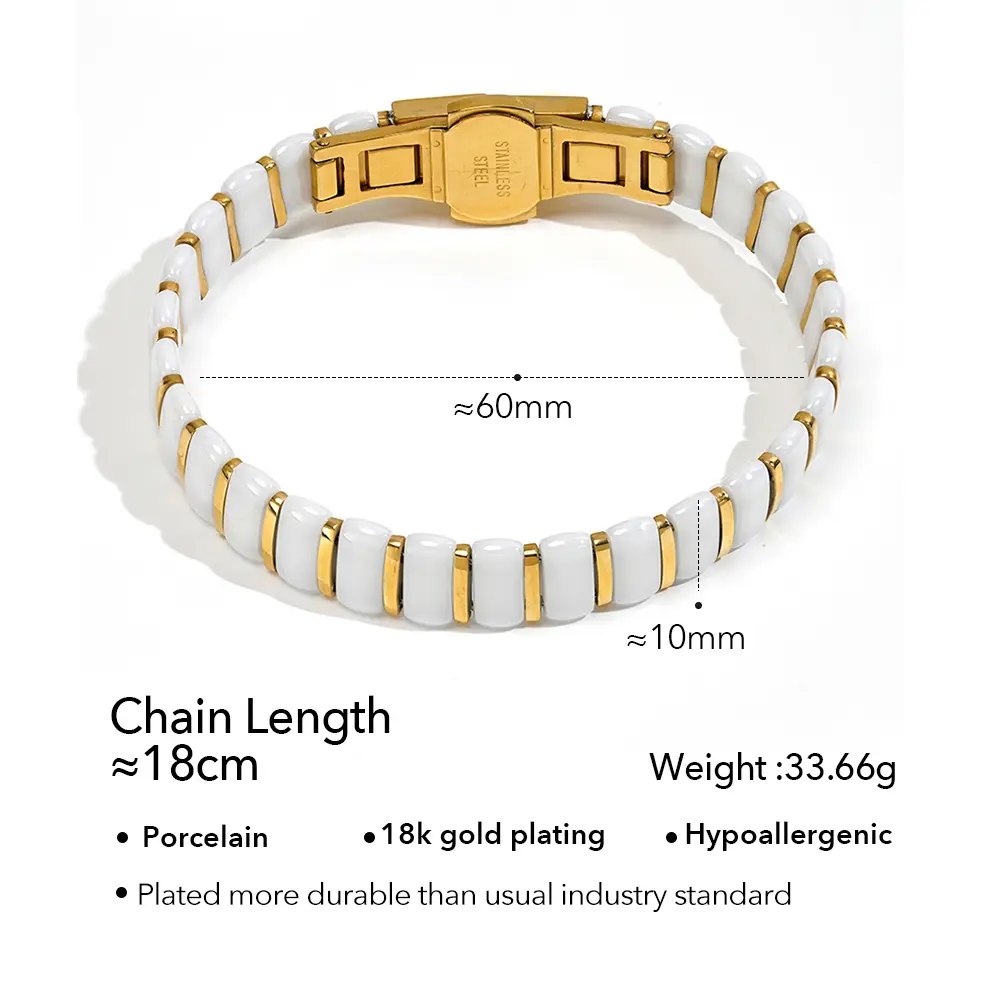 STAINLESS
STEEL
≈60mm
≈10mm
Chain Length
≈18cm
Weight :33.66g
• Porcelain
• 18k gold plating
• Hypoallergenic
• Plated more durable than usual industry standard